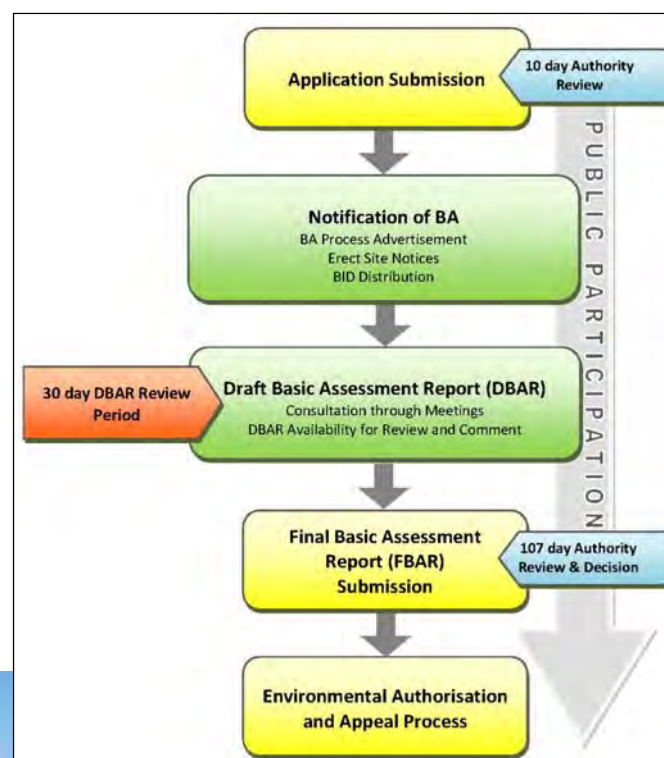 Application Submission
10 day Authority
Review
Notification of BA
BA Process Advertisement
Erect Site Notices
BID Distribution
30 day DBAR Review
Period
Draft Basic Assessment Report (DBAR)
Consultation through Meetings
DBAR Availability for Review and Comment
Final Basic Assessment
Report (FBAR)
Submission
107 day Authority
Review & Decision
Environmental Authorisation
and Appeal Process
PUBLIC PARTICIPATION